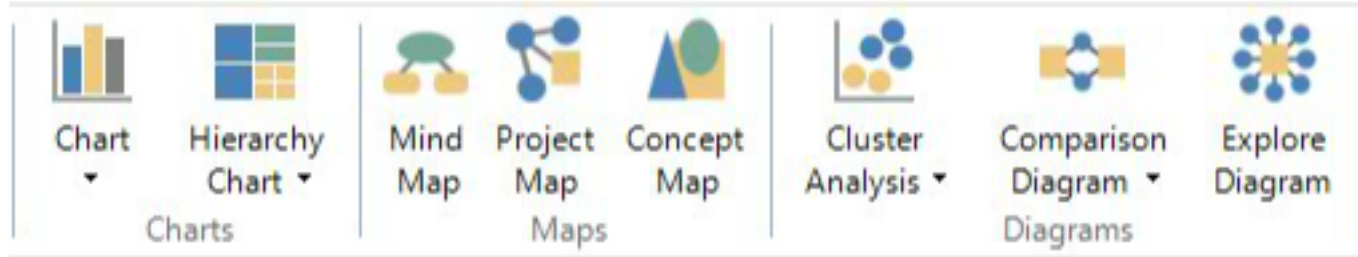 Chart
Hierarchy
Chart
Charts
Mind
Map
Project
Map
Concept
Map
Maps
Cluster
Analysis
Comparison
Diagram
Explore
Diagram
Diagrams